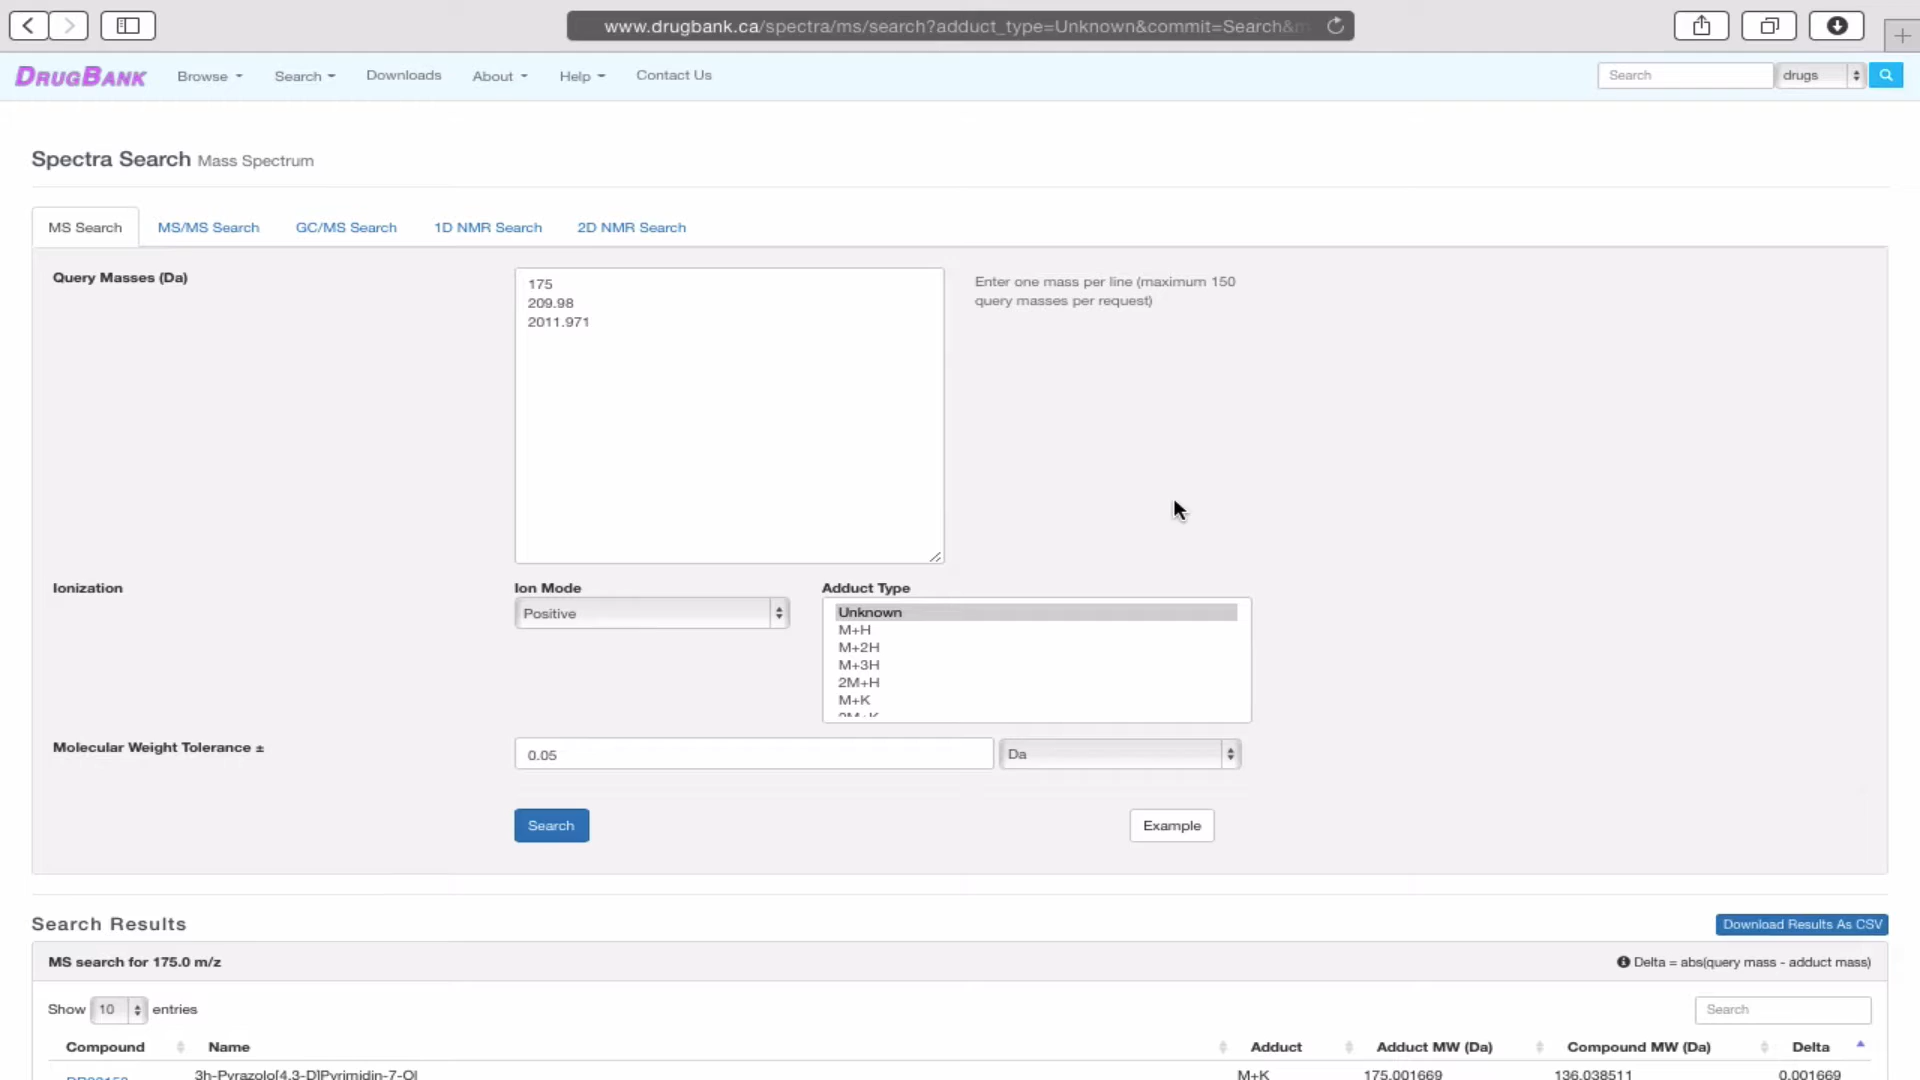 www.drugbank.ca/spectra/ms/search?adduct_type=Unknown&commit=Search&m
DRUGBANK Browse Search Downloads About Help Contact Us Search drugs
Spectra Search Mass Spectrum
MS Search MS/MS Search GC/MS Search 1D NMR Search 2D NMR Search
Query Masses (Da)
175
209.98
2011.971
Enter one mass per line (maximum 150
query masses per request)
Ionization
Ion Mode
Positive
Adduct Type
Unknown
M+H
M+2H
M+3H
2M+H
M+K
2M+K
Molecular Weight Tolerance ±
0.05 Da
Search Example
Search Results Download Results As CSV
MS search for 175.0 m/z Delta = abs(query mass - adduct mass)
Show 10 entries Search
Compound Name Adduct Adduct MW (Da) Compound MW (Da) Delta
3h-Pyrazolo[4,3-D]Pyrimidin-7-Ol M+K 175.001669 136.038511 0.001669